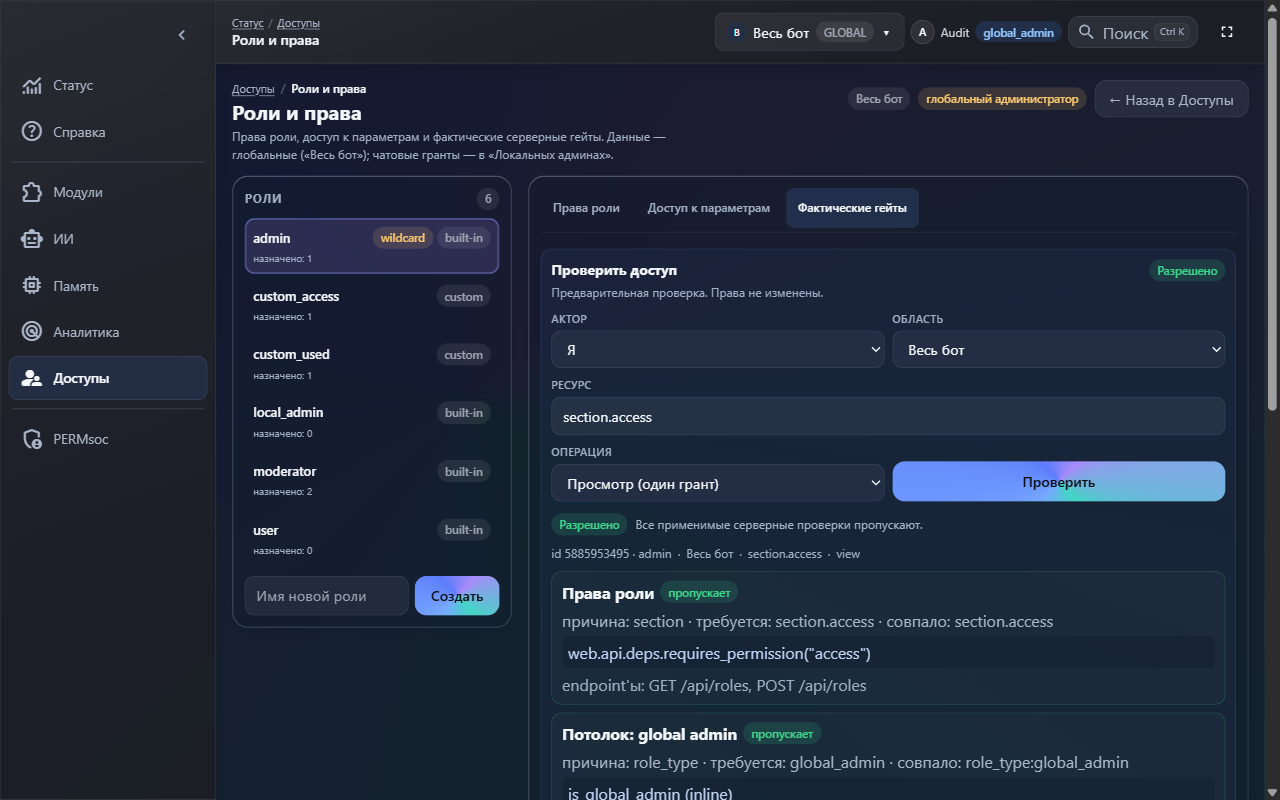 Статус / Доступы
Роли и права
B Весь бот GLOBAL ▾
A Audit global_admin
Поиск Ctrl K
Статус
Справка
Модули
ИИ
Память
Аналитика
Доступы
PERMsoc
Доступы / Роли и права
Роли и права
Права роли, доступ к параметрам и фактические серверные гейты. Данные —
глобальные («Весь бот»); чатовые гранты — в «Локальных админах».
Весь бот
глобальный администратор
← Назад в Доступы
РОЛИ 6
admin wildcard built-in
назначено: 1
custom_access custom
назначено: 1
custom_used custom
назначено: 1
local_admin built-in
назначено: 0
moderator built-in
назначено: 2
user built-in
назначено: 0
Имя новой роли Создать
Права роли Доступ к параметрам Фактические гейты
Проверить доступ Разрешено
Предварительная проверка. Права не изменены.
АКТОР ОБЛАСТЬ
Я Весь бот
РЕСУРС
section.access
ОПЕРАЦИЯ
Просмотр (один грант) Проверить
Разрешено Все применимые серверные проверки пропускают.
id 5885953495 · admin · Весь бот · section.access · view
Права роли пропускает
причина: section · требуется: section.access · совпало: section.access
web.api.deps.requires_permission("access")
endpoint'ы: GET /api/roles, POST /api/roles
Потолок: global admin пропускает
причина: role_type · требуется: global_admin · совпало: role_type:global_admin
is_global_admin (inline)